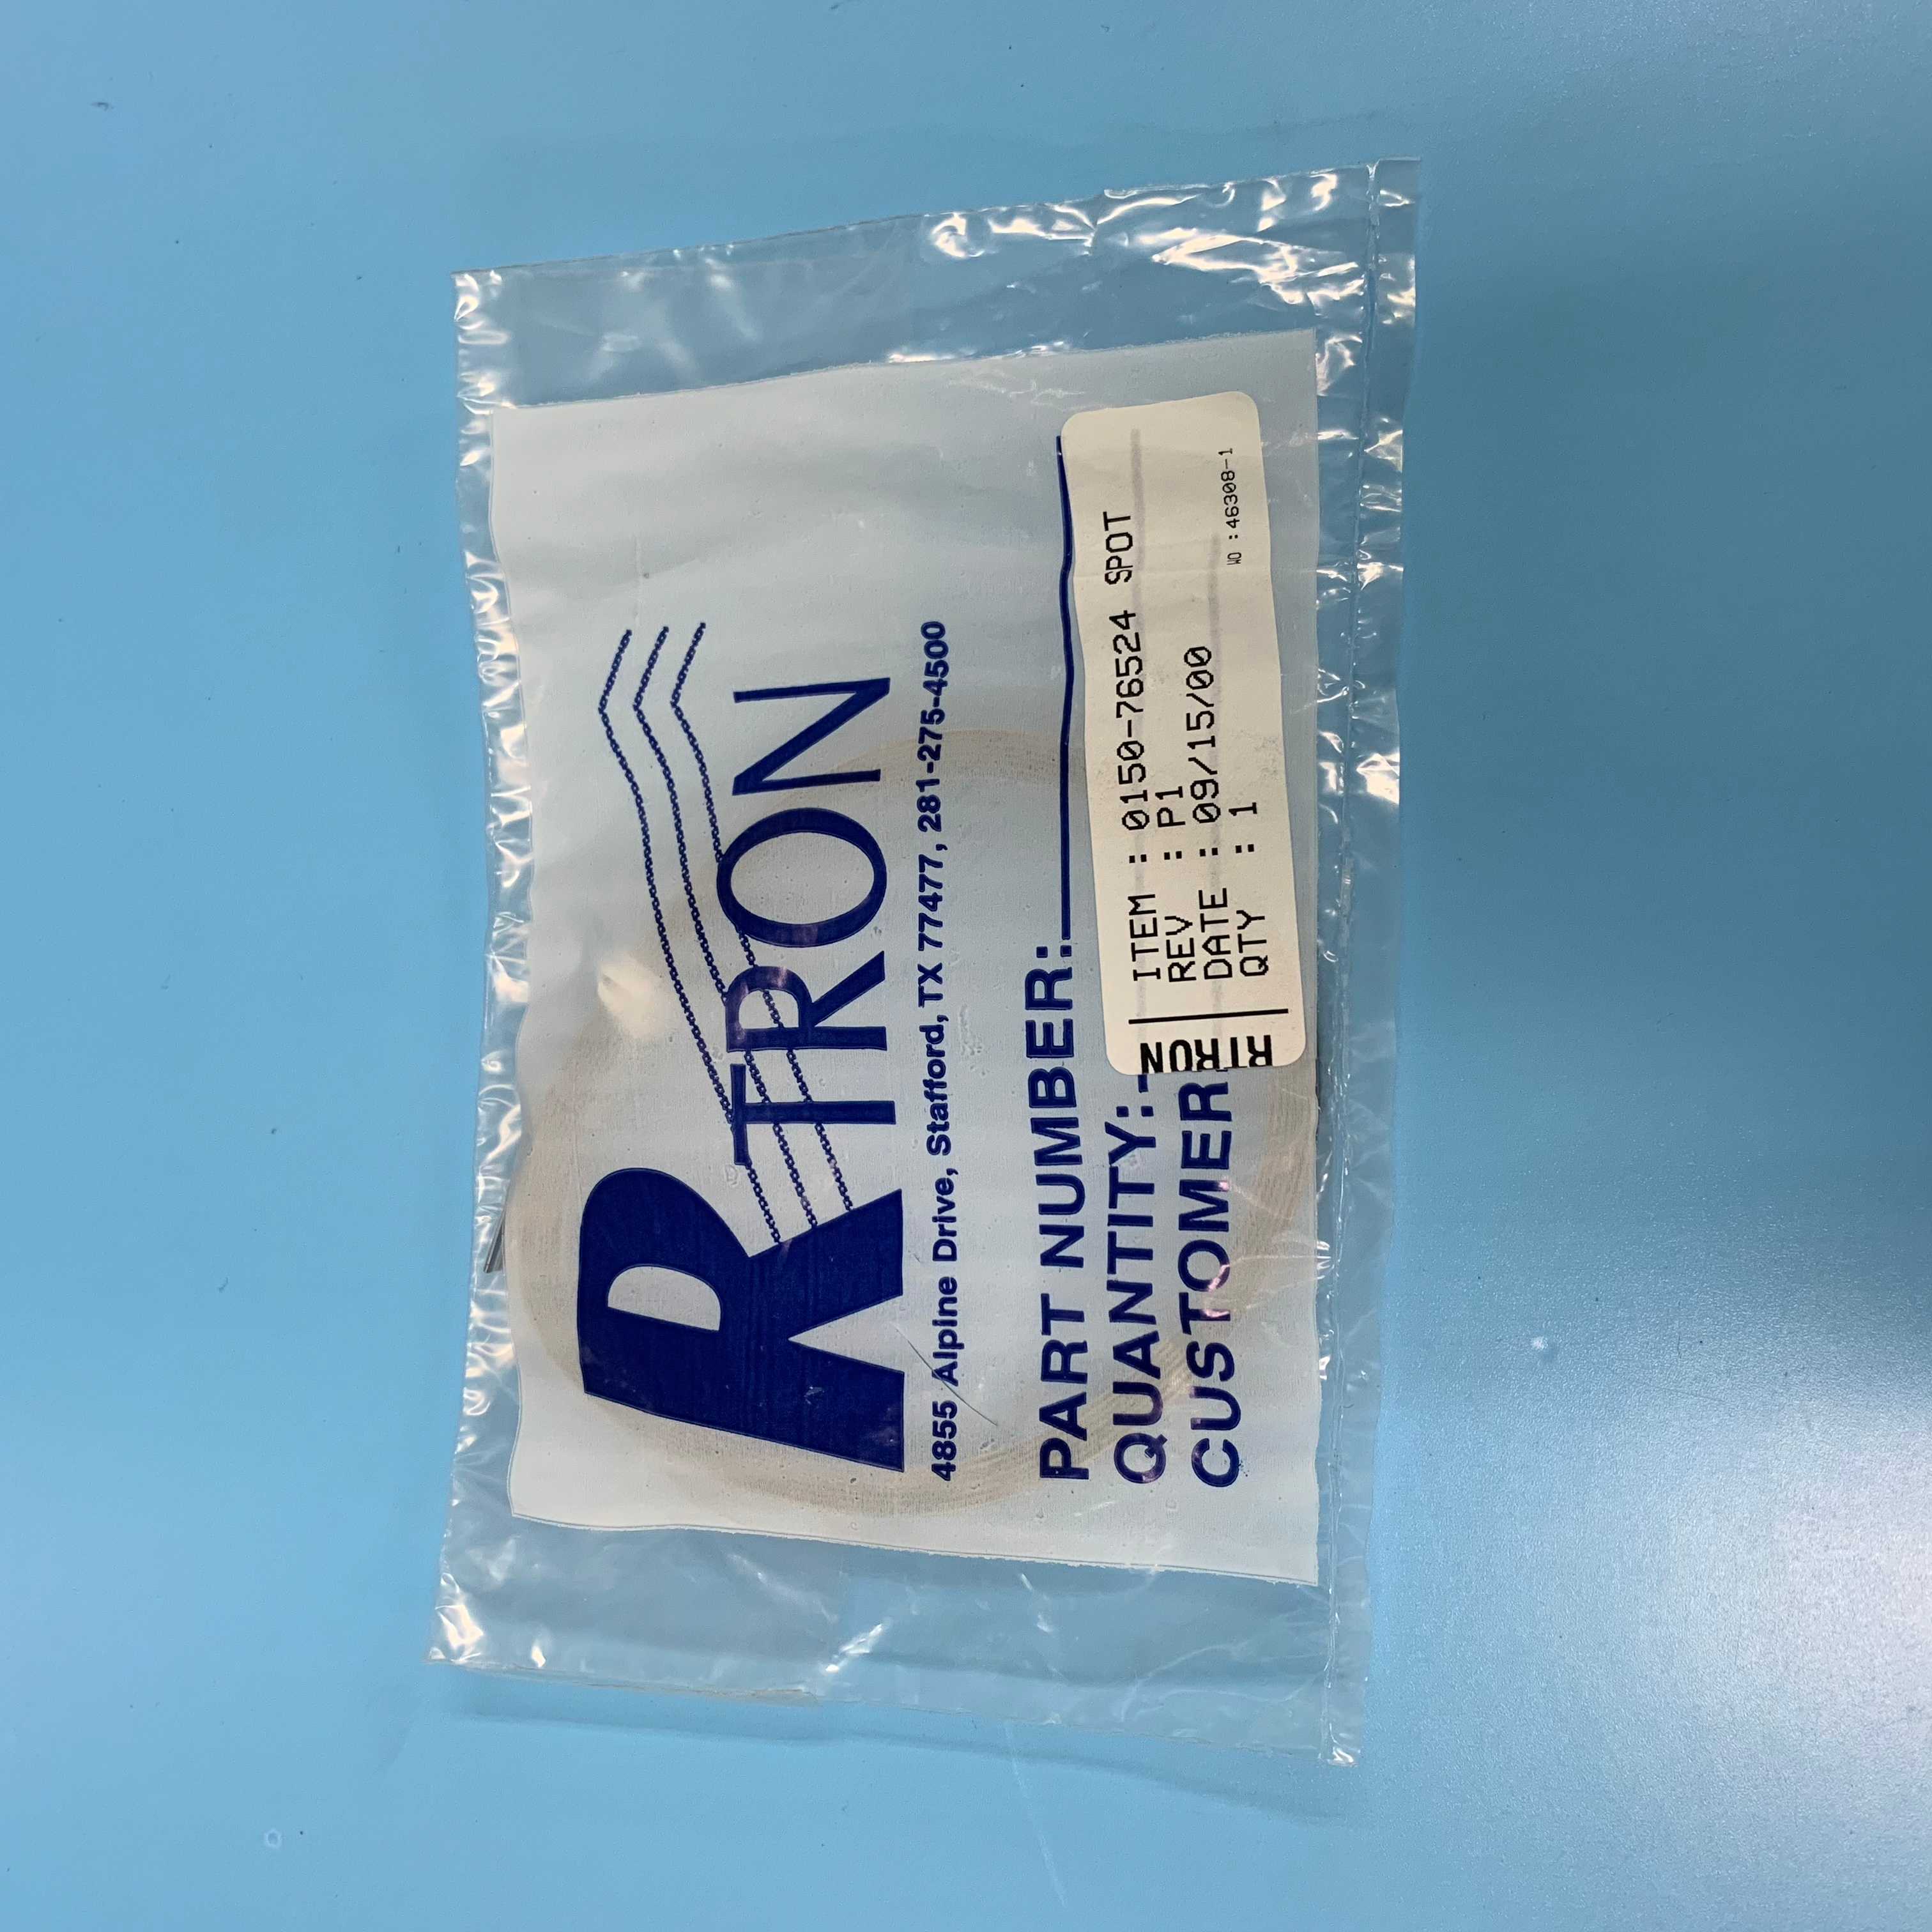 RTRON
4855 Alpine Drive, Stafford, TX 77477, 281-275-4500
PART NUMBER:
QUANTITY:
CUSTOMER
RTRON
ITEM : 0150-76524 SPOT
REV : P1
DATE : 09/15/00
QTY : 1
WO :46308-1